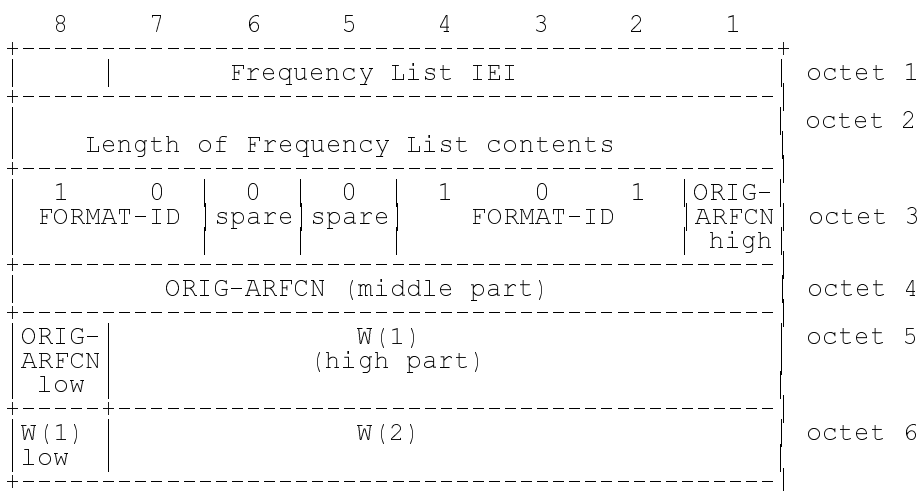 8 7 6 5 4 3 2 1
Frequency List IEI octet 1
octet 2
Length of Frequency List contents
1 0 0 0 1 0 1 ORIG-
FORMAT-ID spare spare FORMAT-ID ARFCN octet 3
high
ORIG-ARFCN (middle part) octet 4
ORIG- W(1) octet 5
ARFCN (high part)
low
W(1) W(2) octet 6
low